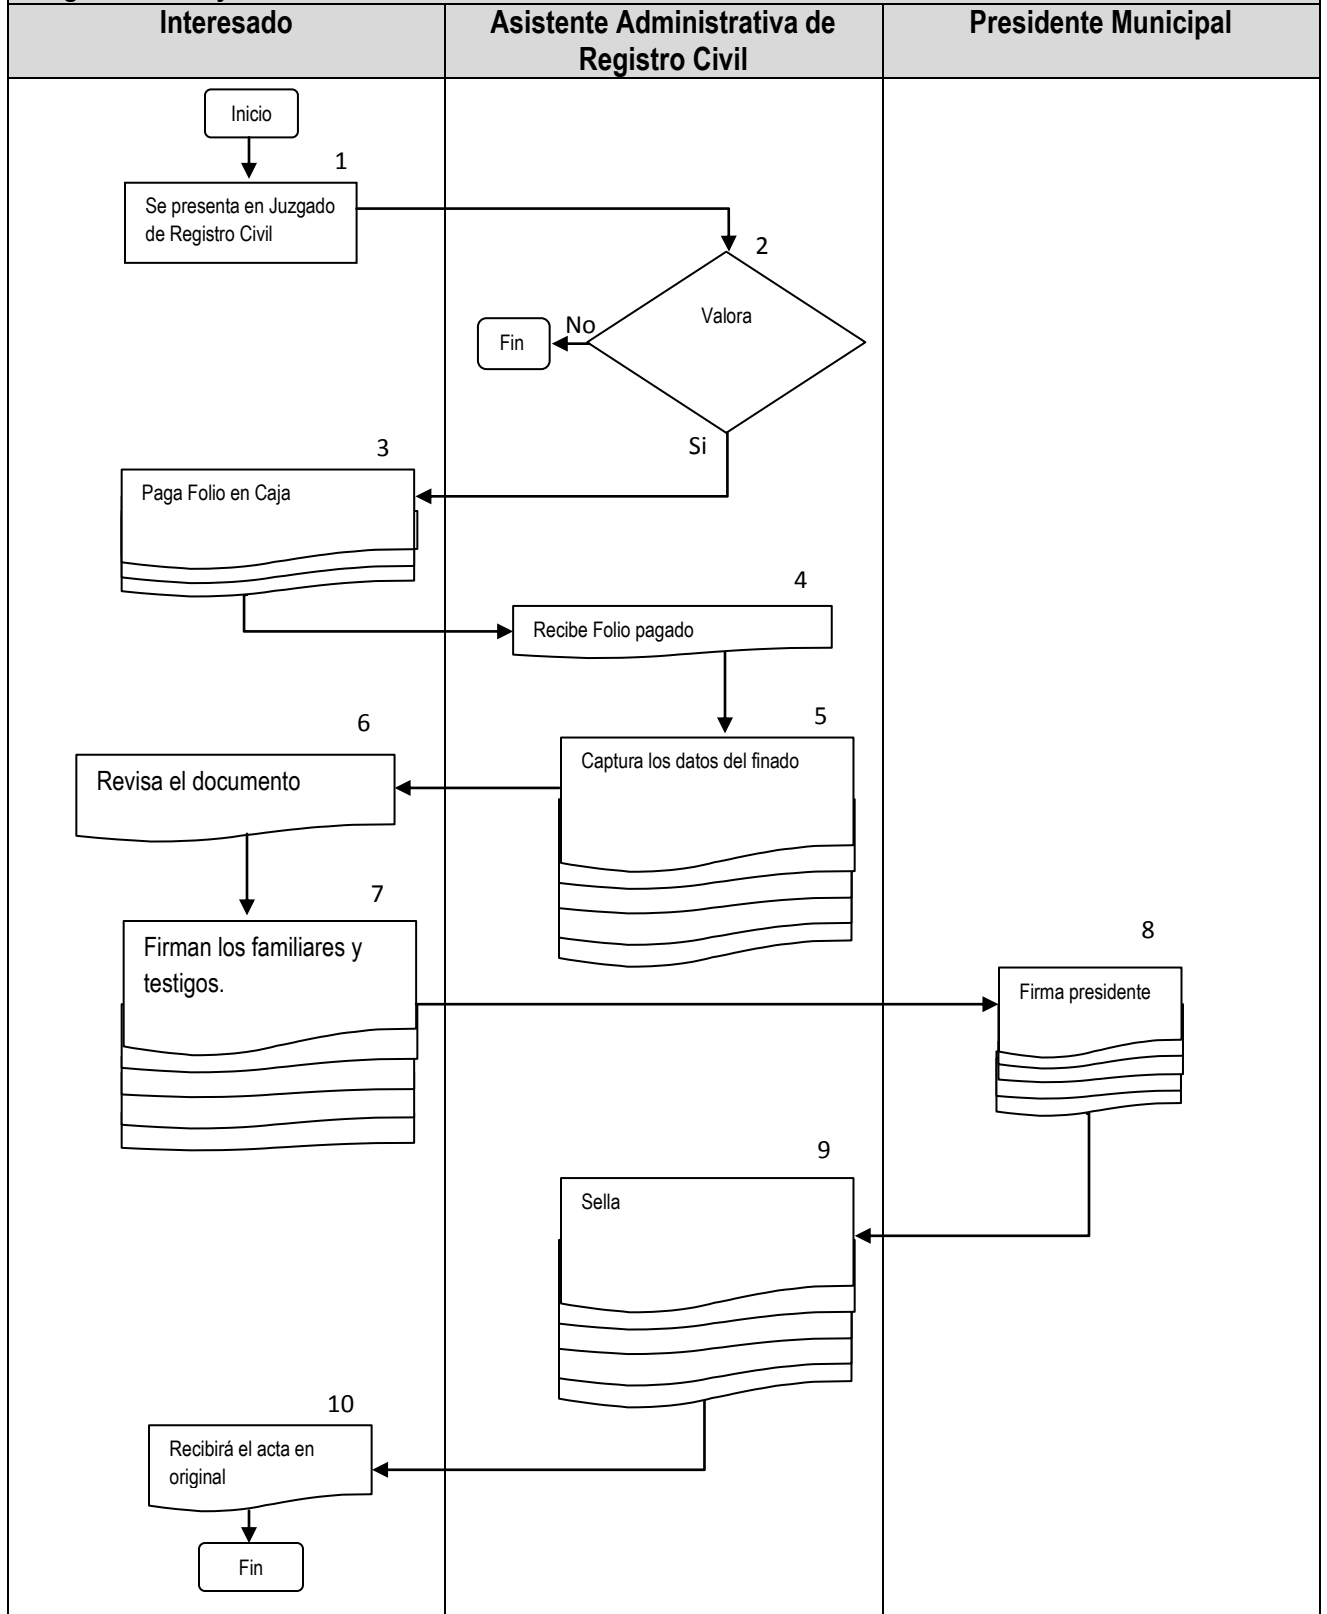 Interesado
Asistente Administrativa de
Registro Civil
Presidente Municipal
Inicio
1
Se presenta en Juzgado
de Registro Civil
2
Valora
No
Fin
Si
3
Paga Folio en Caja
4
Recibe Folio pagado
5
Captura los datos del finado
6
Revisa el documento
7
Firman los familiares y
testigos.
8
Firma presidente
9
Sella
10
Recibirá el acta en
original
Fin